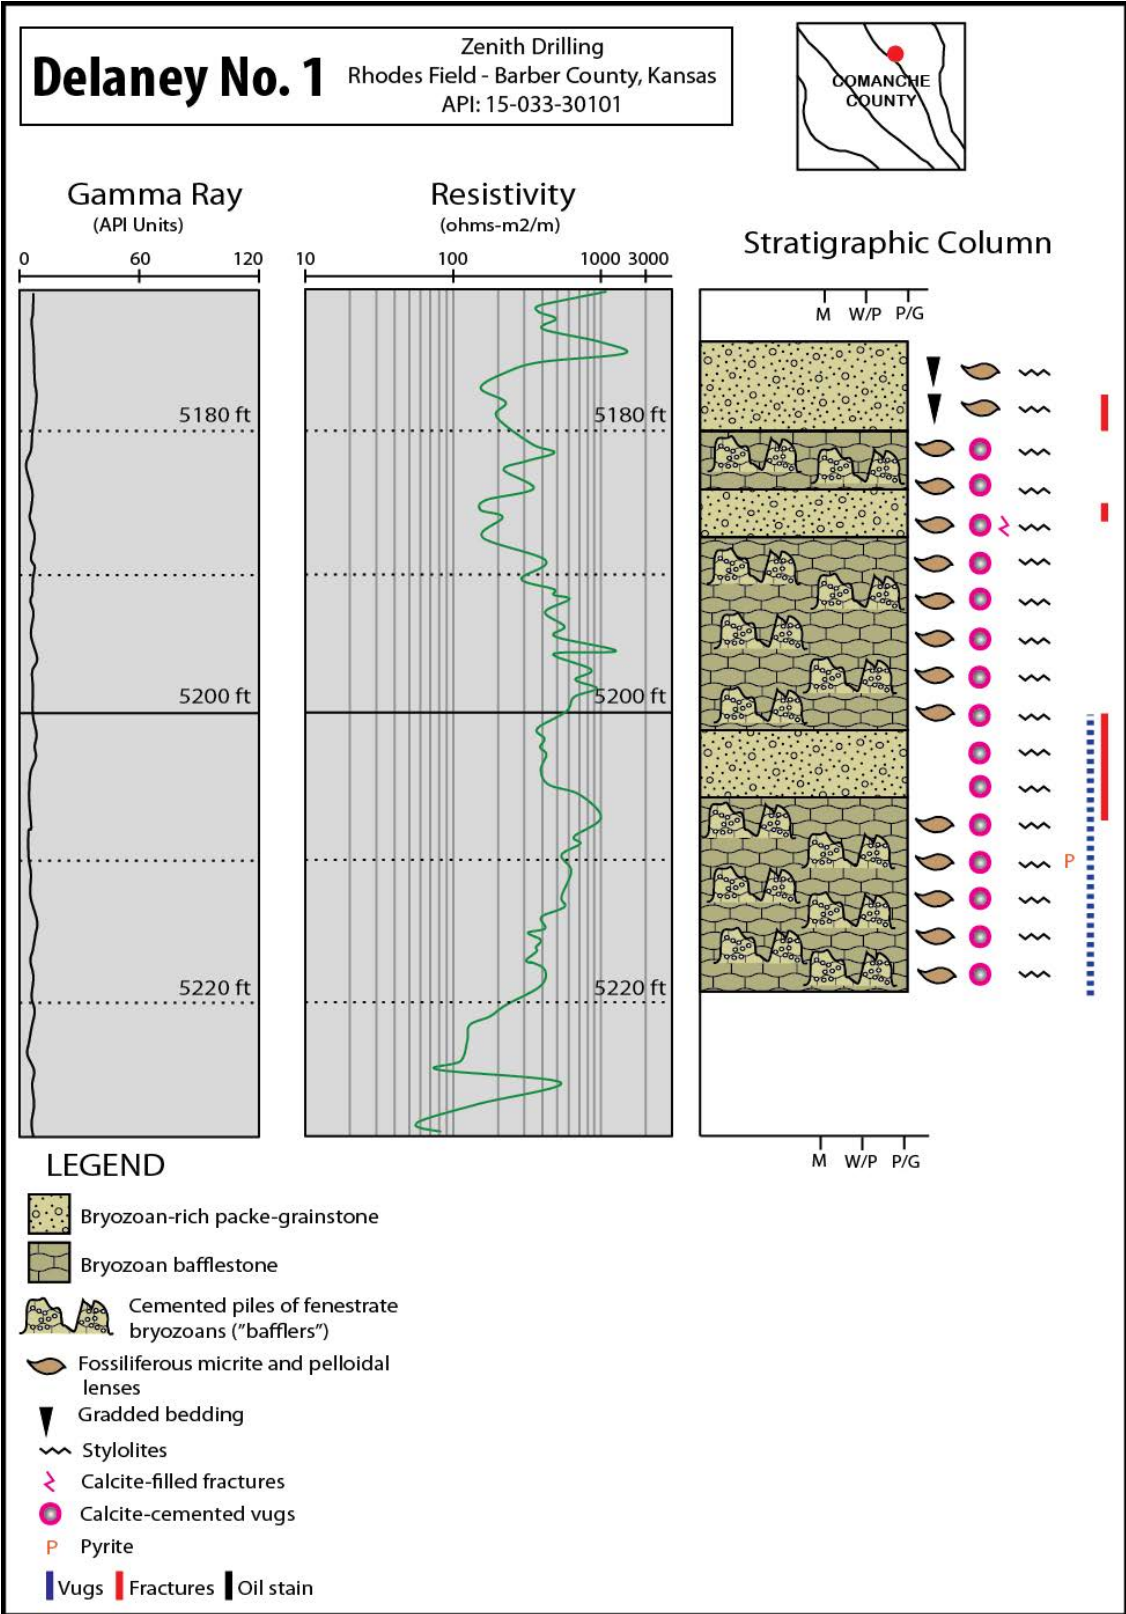 Delaney No. 1
Zenith Drilling
Rhodes Field - Barber County, Kansas
API: 15-033-30101
COMANCHE
COUNTY
Gamma Ray
(API Units)
0 60 120
Resistivity
(ohms-m2/m)
10 100 1000 3000
Stratigraphic Column
M W/P P/G
5180 ft
5180 ft
5200 ft
5200 ft
P
5220 ft
5220 ft
M W/P P/G
LEGEND
Bryozoan-rich packe-grainstone
Bryozoan bafflestone
Cemented piles of fenestrate
bryozoans ("bafflers")
Fossiliferous micrite and pelloidal
lenses
Gradded bedding
Stylolites
Calcite-filled fractures
Calcite-cemented vugs
P Pyrite
Vugs Fractures Oil stain